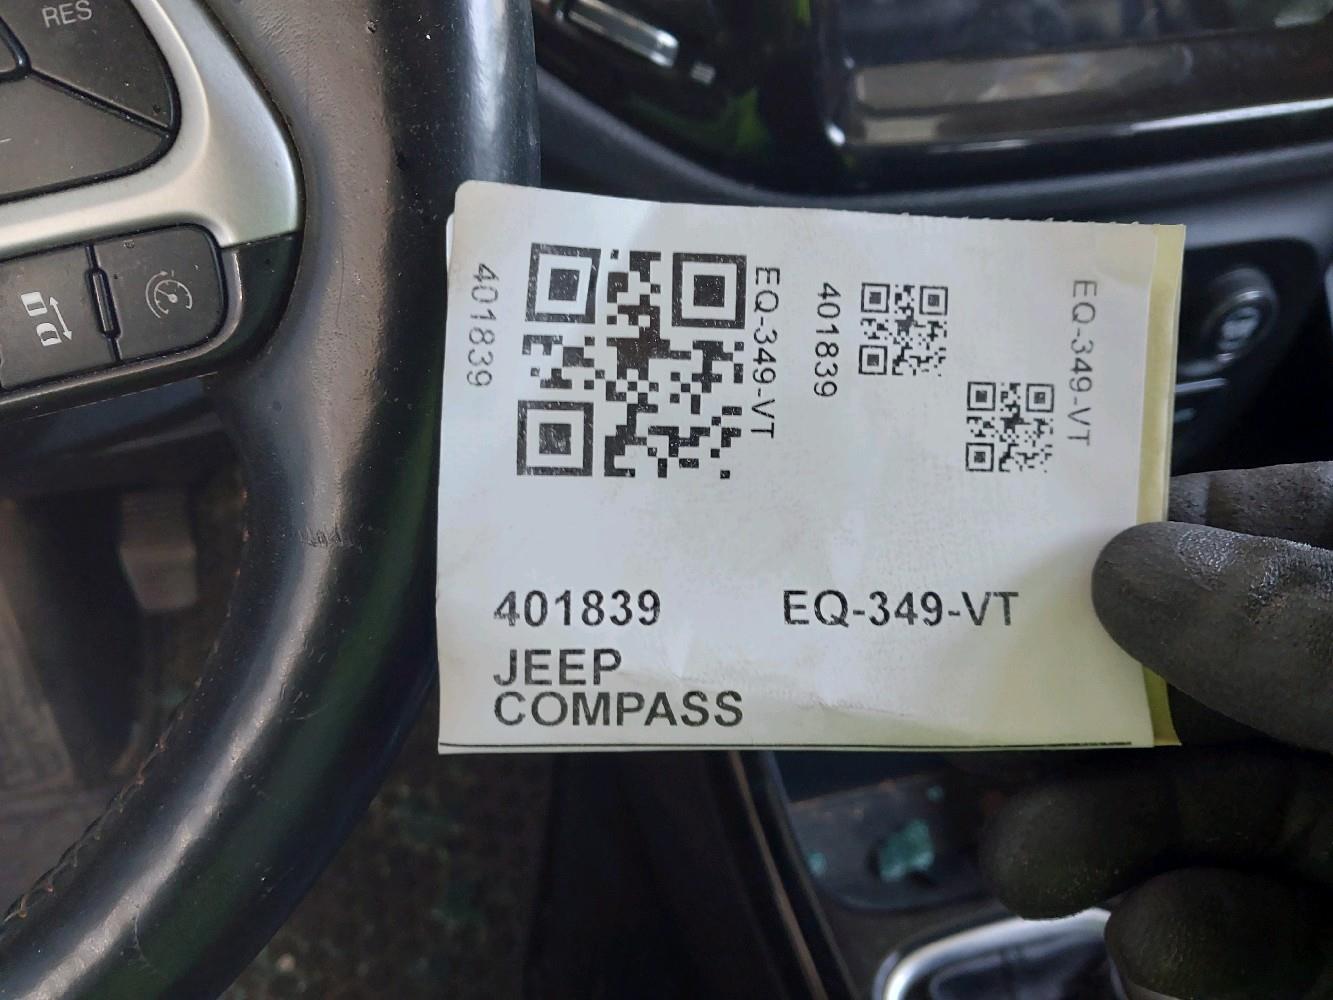 RES
401839
EQ-349-VT
401839
EQ-349-VT
401839 EQ-349-VT
JEEP
COMPASS